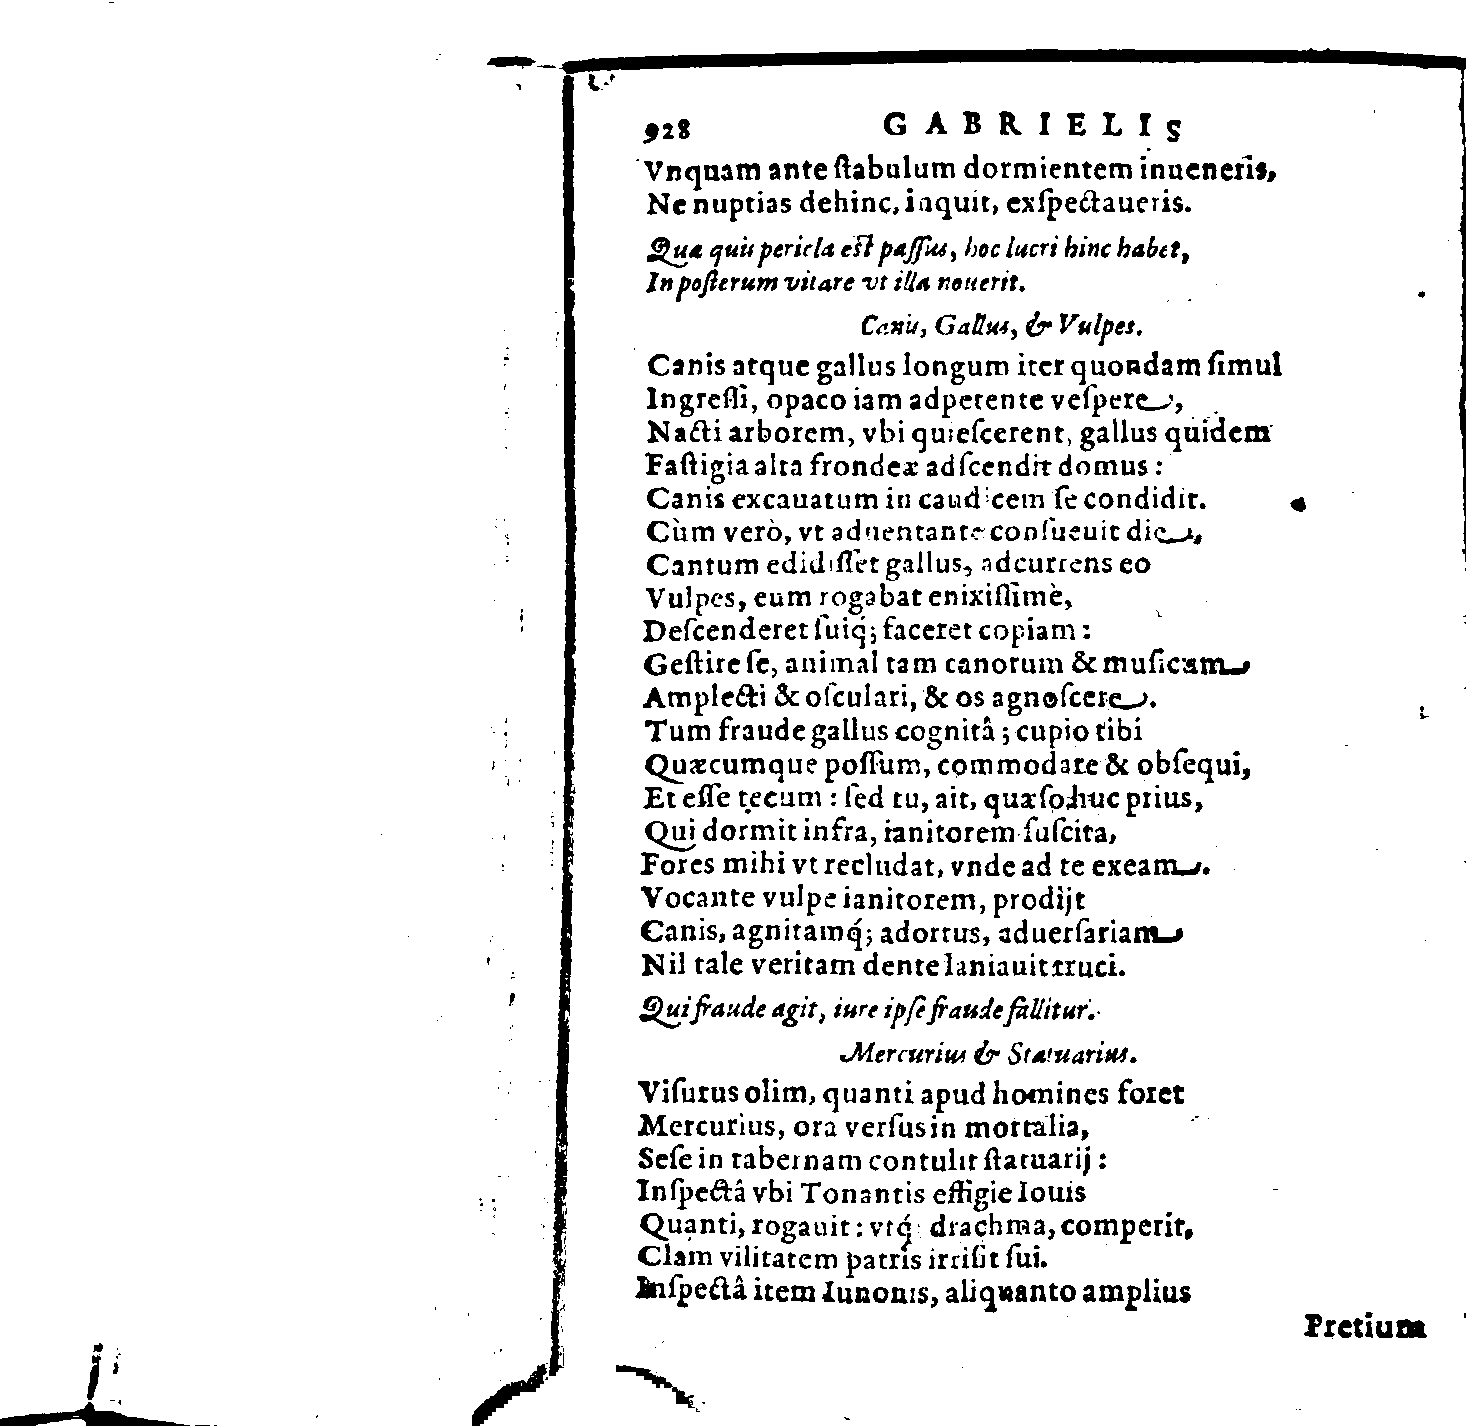 928 GABRIELIS
Vnquam ante ſtabulum dormientem inueneris,
Ne nuptias dehinc, inquit, exſpectaueris.
Quæ quis pericla est paſſus, hoc lucri hinc habet,
In poſterum vitare vt illa nouerit.
Canis, Gallus, & Vulpes.
Canis atque gallus longum iter quondam ſimul
Ingreſſi, opaco iam adpetente veſpere,
Nacti arborem, vbi quieſcerent, gallus quidem
Faſtigia alta frondeæ adſcendit domus :
Canis excauatum in caudicem ſe condidit.
Cùm verò, vt aduentante conſueuit die,
Cantum edidiſſet gallus, adcurrens eo
Vulpes, eum rogabat enixiſſimè,
Deſcenderet ſuiq́; faceret copiam :
Geſtire ſe, animal tam canorum & muſicum
Amplecti & oſculari, & os agnoſcere.
Tum fraude gallus cognitâ ; cupio tibi
Quæcumque poſſum, commodare & obſequi,
Et eſſe tecum : ſed tu, ait, quæſo huc prius,
Qui dormit infra, ianitorem ſuſcita,
Fores mihi vt recludat, vnde ad te exeam.
Vocante vulpe ianitorem, prodijt
Canis, agnitamq́; adortus, aduerſariam
Nil tale veritam dente laniauit truci.
Qui fraude agit, iure ipſe fraude fallitur.
Mercurius & Statuarius.
Viſurus olim, quanti apud homines foret
Mercurius, ora verſus in mortalia,
Seſe in tabernam contulit ſtatuarij :
Inſpectâ vbi Tonantis effigie Iouis
Quanti, rogauit : vtq́; drachma, comperit,
Clam vilitatem patris irriſit ſui.
Inſpectâ item Iunonis, aliquanto amplius
Pretium